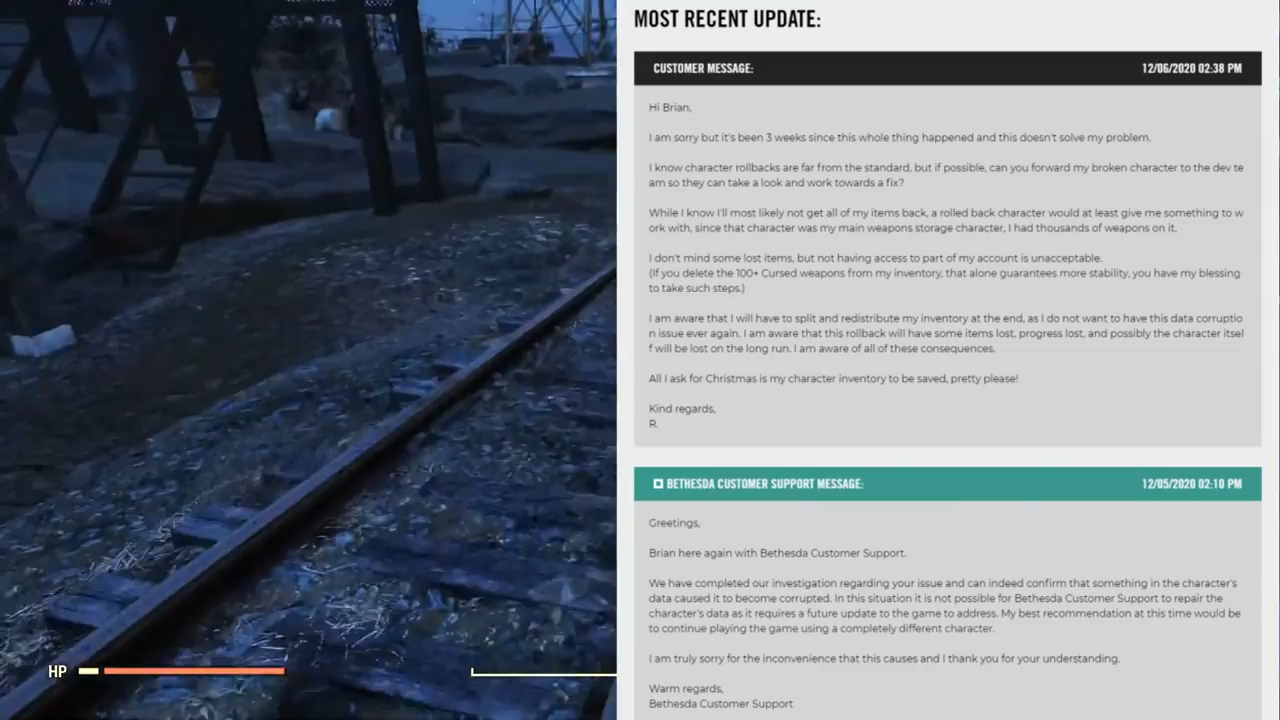 MOST RECENT UPDATE:
CUSTOMER MESSAGE: 12/06/2020 02:38 PM
Hi Brian,
I am sorry but it's been 3 weeks since this whole thing happened and this doesn't solve my problem.
I know character rollbacks are far from the standard, but if possible, can you forward my broken character to the dev te
am so they can take a look and work towards a fix?
While I know I'll most likely not get all of my items back, a rolled back character would at least give me something to w
ork with, since that character was my main weapons storage character, I had thousands of weapons on it.
I don't mind some lost items, but not having access to part of my account is unacceptable.
(If you delete the 100+ Cursed weapons from my inventory, that alone guarantees more stability, you have my blessing
to take such steps.)
I am aware that I will have to split and redistribute my inventory at the end, as I do not want to have this data corruptio
n issue ever again. I am aware that this rollback will have some items lost, progress lost, and possibly the character itsel
f will be lost on the long run. I am aware of all of these consequences.
All I ask for Christmas is my character inventory to be saved, pretty please!
Kind regards,
R.
BETHESDA CUSTOMER SUPPORT MESSAGE: 12/05/2020 02:10 PM
Greetings,
Brian here again with Bethesda Customer Support.
We have completed our investigation regarding your issue and can indeed confirm that something in the character's
data caused it to become corrupted. In this situation it is not possible for Bethesda Customer Support to repair the
character's data as it requires a future update to the game to address. My best recommendation at this time would be
to continue playing the game using a completely different character.
I am truly sorry for the inconvenience that this causes and I thank you for your understanding.
Warm regards,
Bethesda Customer Support
HP